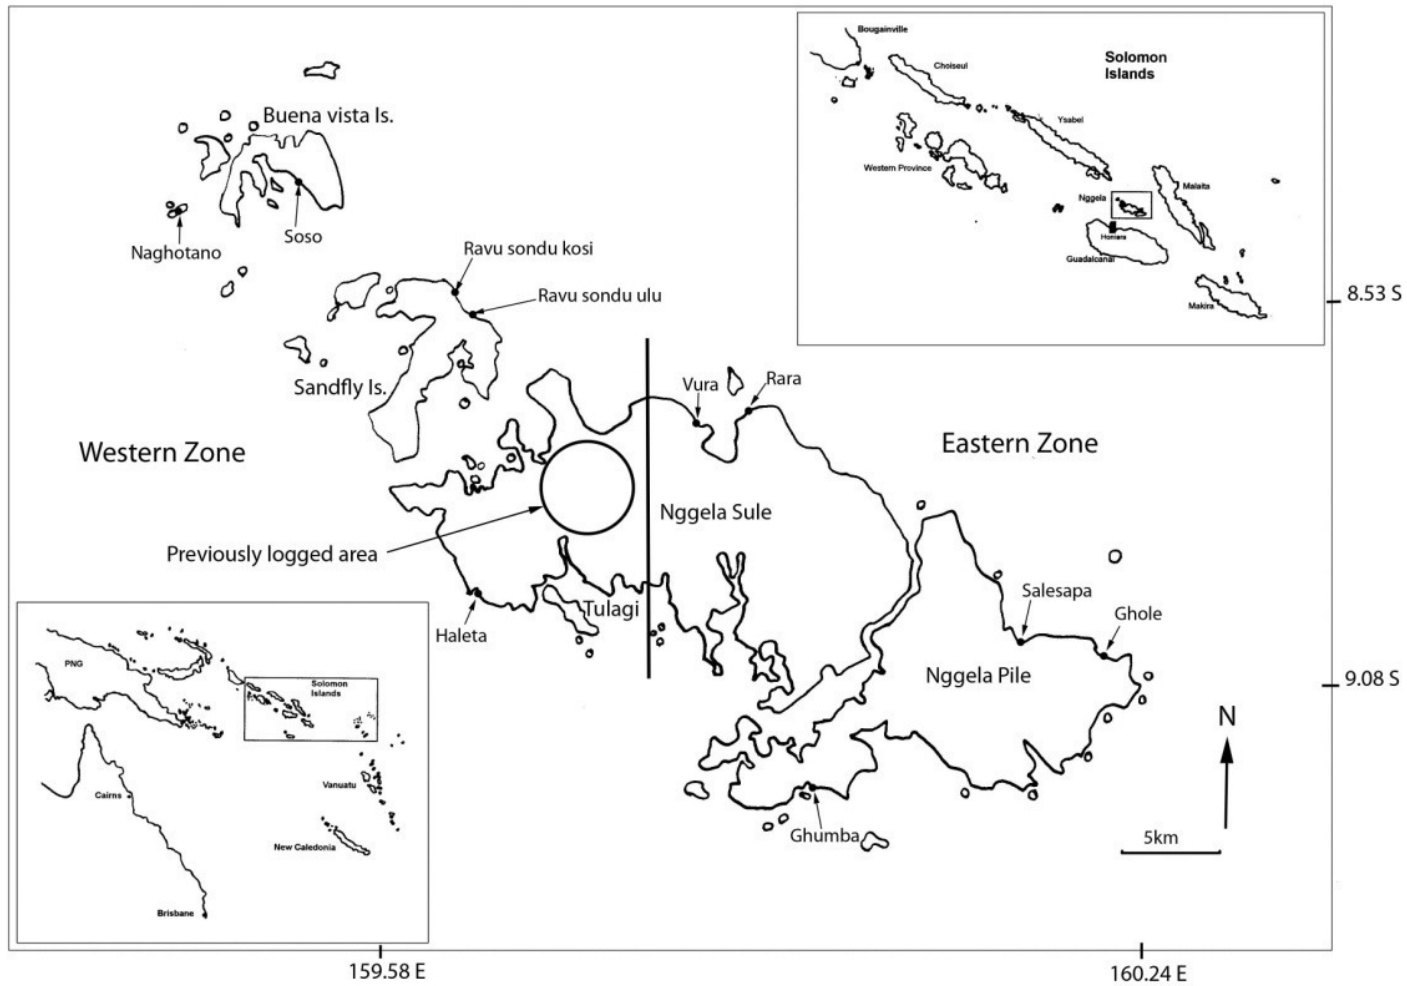 Bougainville
Solomon
Islands
Choiseul
Ysabel
Western Province
Malaita
Nggela
Honiara
Guadalcanal
Makira
Buena vista Is.
Naghotano
Soso
Ravu sondu kosi
Ravu sondu ulu
8.53 S
Sandfly Is.
Vura
Rara
Western Zone
Eastern Zone
Nggela Sule
Previously logged area
Haleta
Tulagi
Salesapa
Ghole
Nggela Pile
9.08 S
N
5km
Ghumba
PNG
Solomon
Islands
Cairns
Vanuatu
New Caledonia
Brisbane
159.58 E
160.24 E